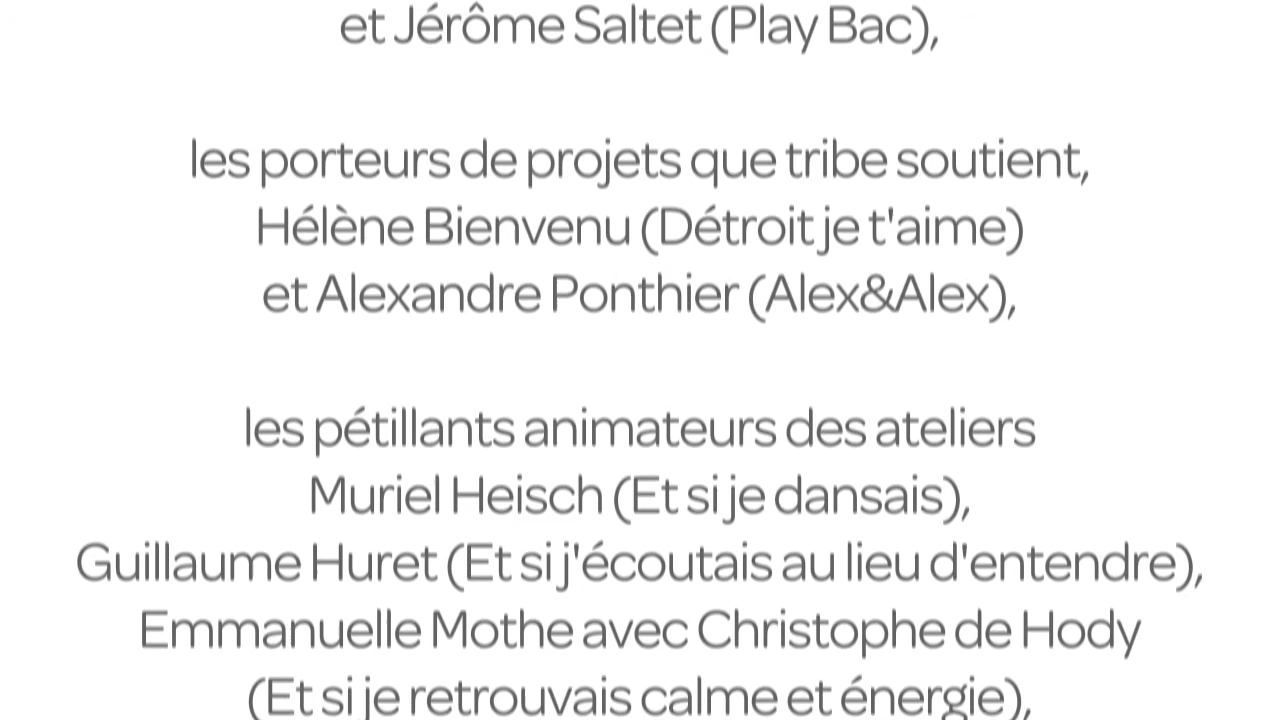 et Jérôme Saltet (Play Bac),
les porteurs de projets que tribe soutient,
Hélène Bienvenu (Détroit je t'aime)
et Alexandre Ponthier (Alex&Alex),
les pétillants animateurs des ateliers
Muriel Heisch (Et si je dansais),
Guillaume Huret (Et si j'écoutais au lieu d'entendre),
Emmanuelle Mothe avec Christophe de Hody
(Et si je retrouvais calme et énergie),